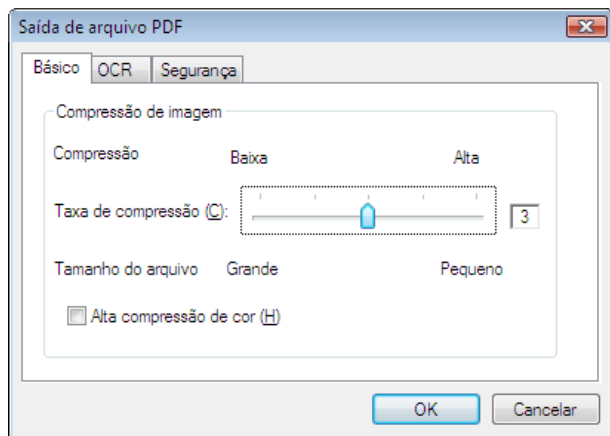 Saída de arquivo PDF
Básico OCR Segurança
Compressão de imagem
Compressão Baixa Alta
Taxa de compressão (C): 3
Tamanho do arquivo Grande Pequeno
Alta compressão de cor (H)
OK Cancelar